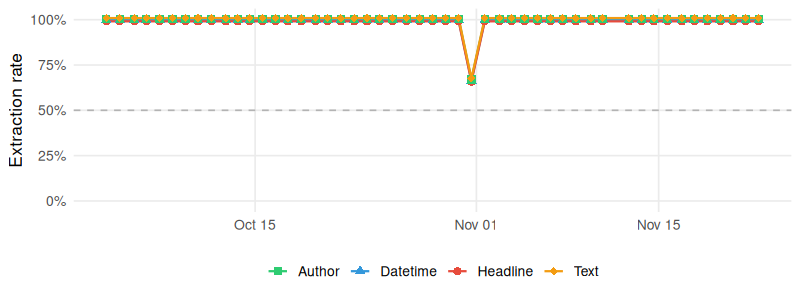 100%
75%
50%
25%
0%
Extraction rate
Oct 15
Nov 01
Nov 15
Author
Datetime
Headline
Text